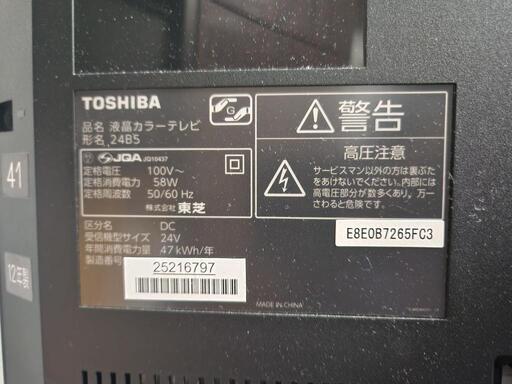 TOSHIBA
品名 液晶カラーテレビ
形名 24B5
JQA JQ10437
定格電圧 100V～
定格消費電力 58W
定格周波数 50/60 Hz
株式会社 東芝
区分名 DC
受信機型サイズ 24V
年間消費電力量 47 kWh/年
製造番号
25216797
警告
高圧注意
サービスマン以外の方は裏ぶた
をあけないでください。内部には
高電圧部分が数多くあり、万一
さわると危険です。
E8E0B7265FC3
MADE IN CHINA
41
12年製